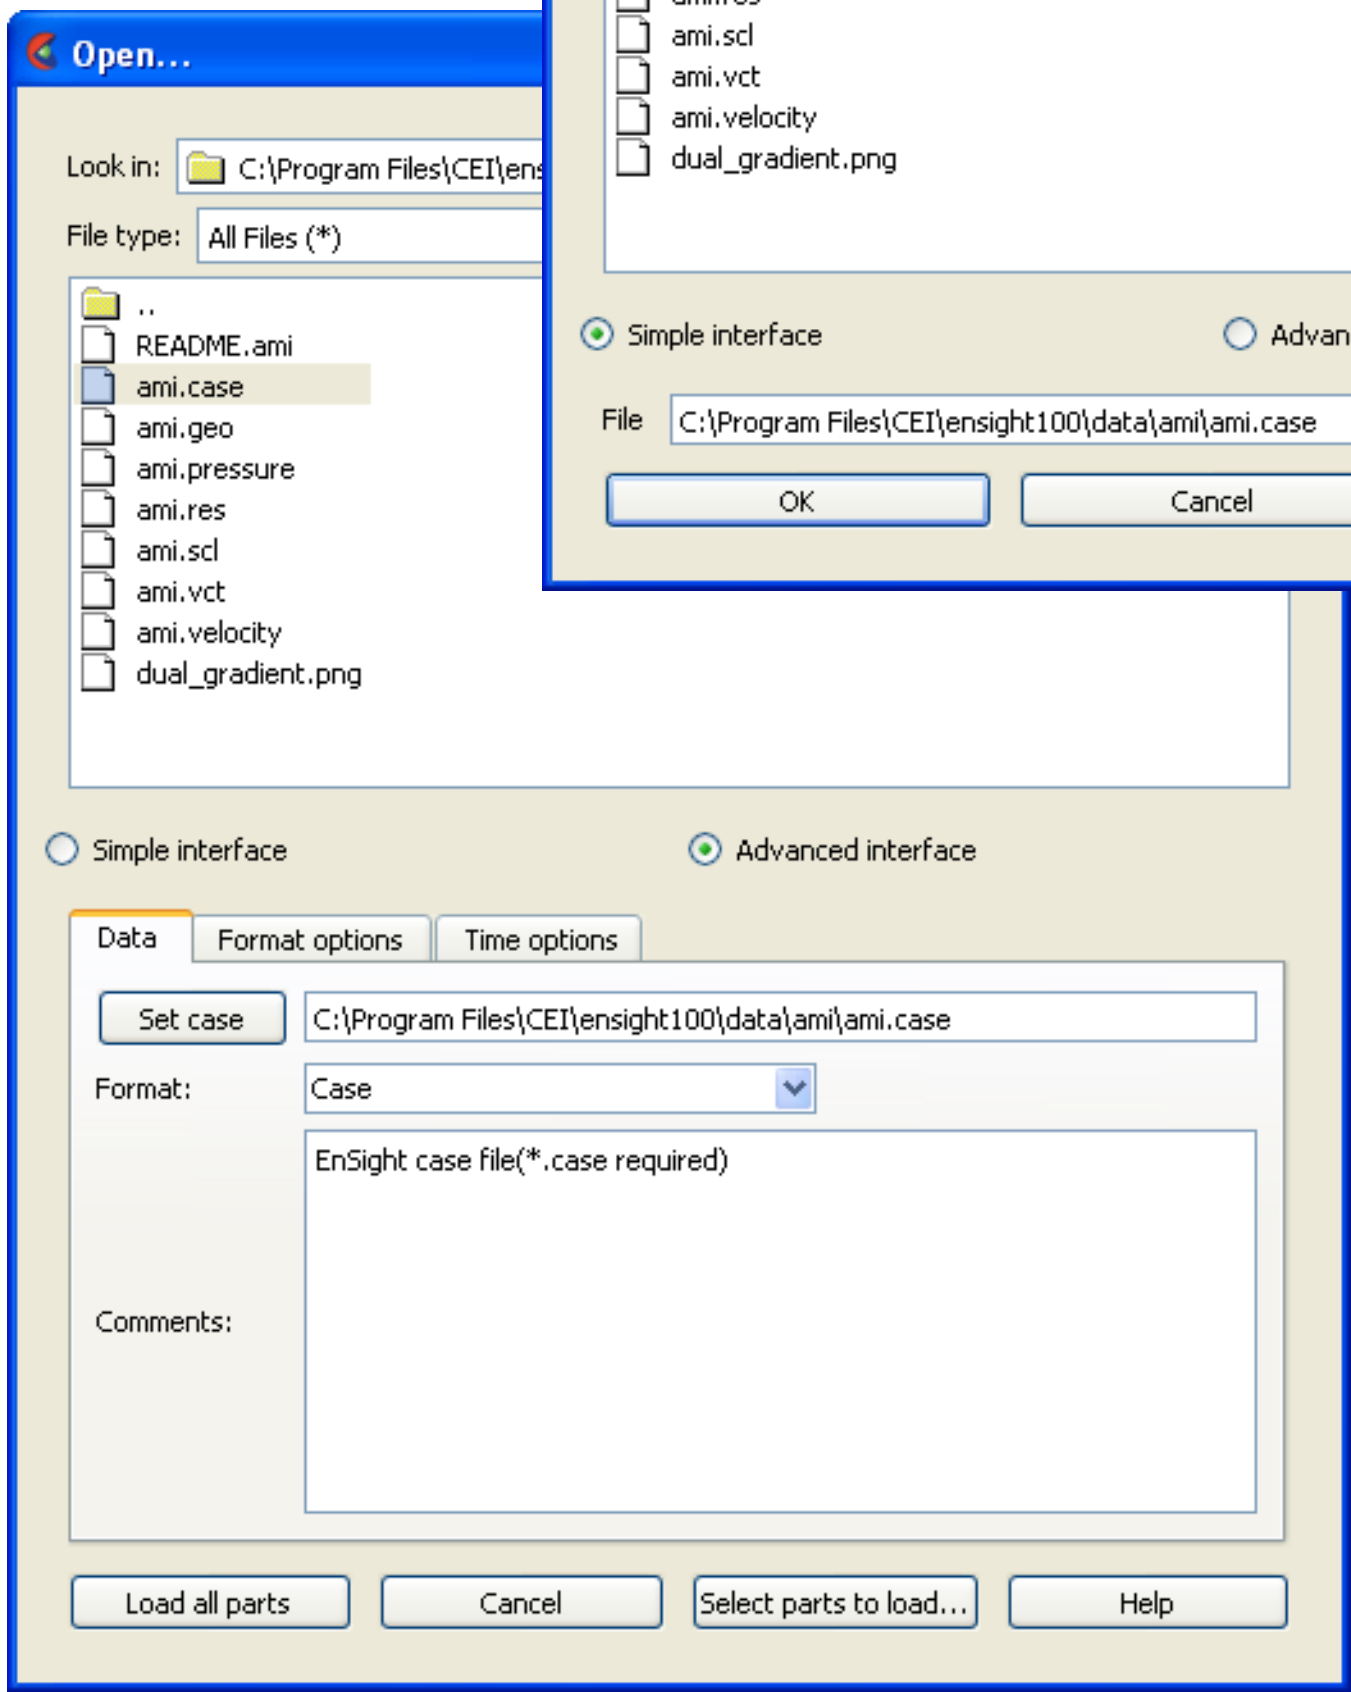 Open...
Look in: C:\Program Files\CEI\ens
File type: All Files (*)
..
README.ami
ami.case
ami.geo
ami.pressure
ami.res
ami.scl
ami.vct
ami.velocity
dual_gradient.png
ami.scl
ami.vct
ami.velocity
dual_gradient.png
Simple interface Advan
File C:\Program Files\CEI\ensight100\data\ami\ami.case
OK Cancel
Simple interface Advanced interface
Data Format options Time options
Set case C:\Program Files\CEI\ensight100\data\ami\ami.case
Format: Case
EnSight case file(*.case required)
Comments:
Load all parts Cancel Select parts to load... Help